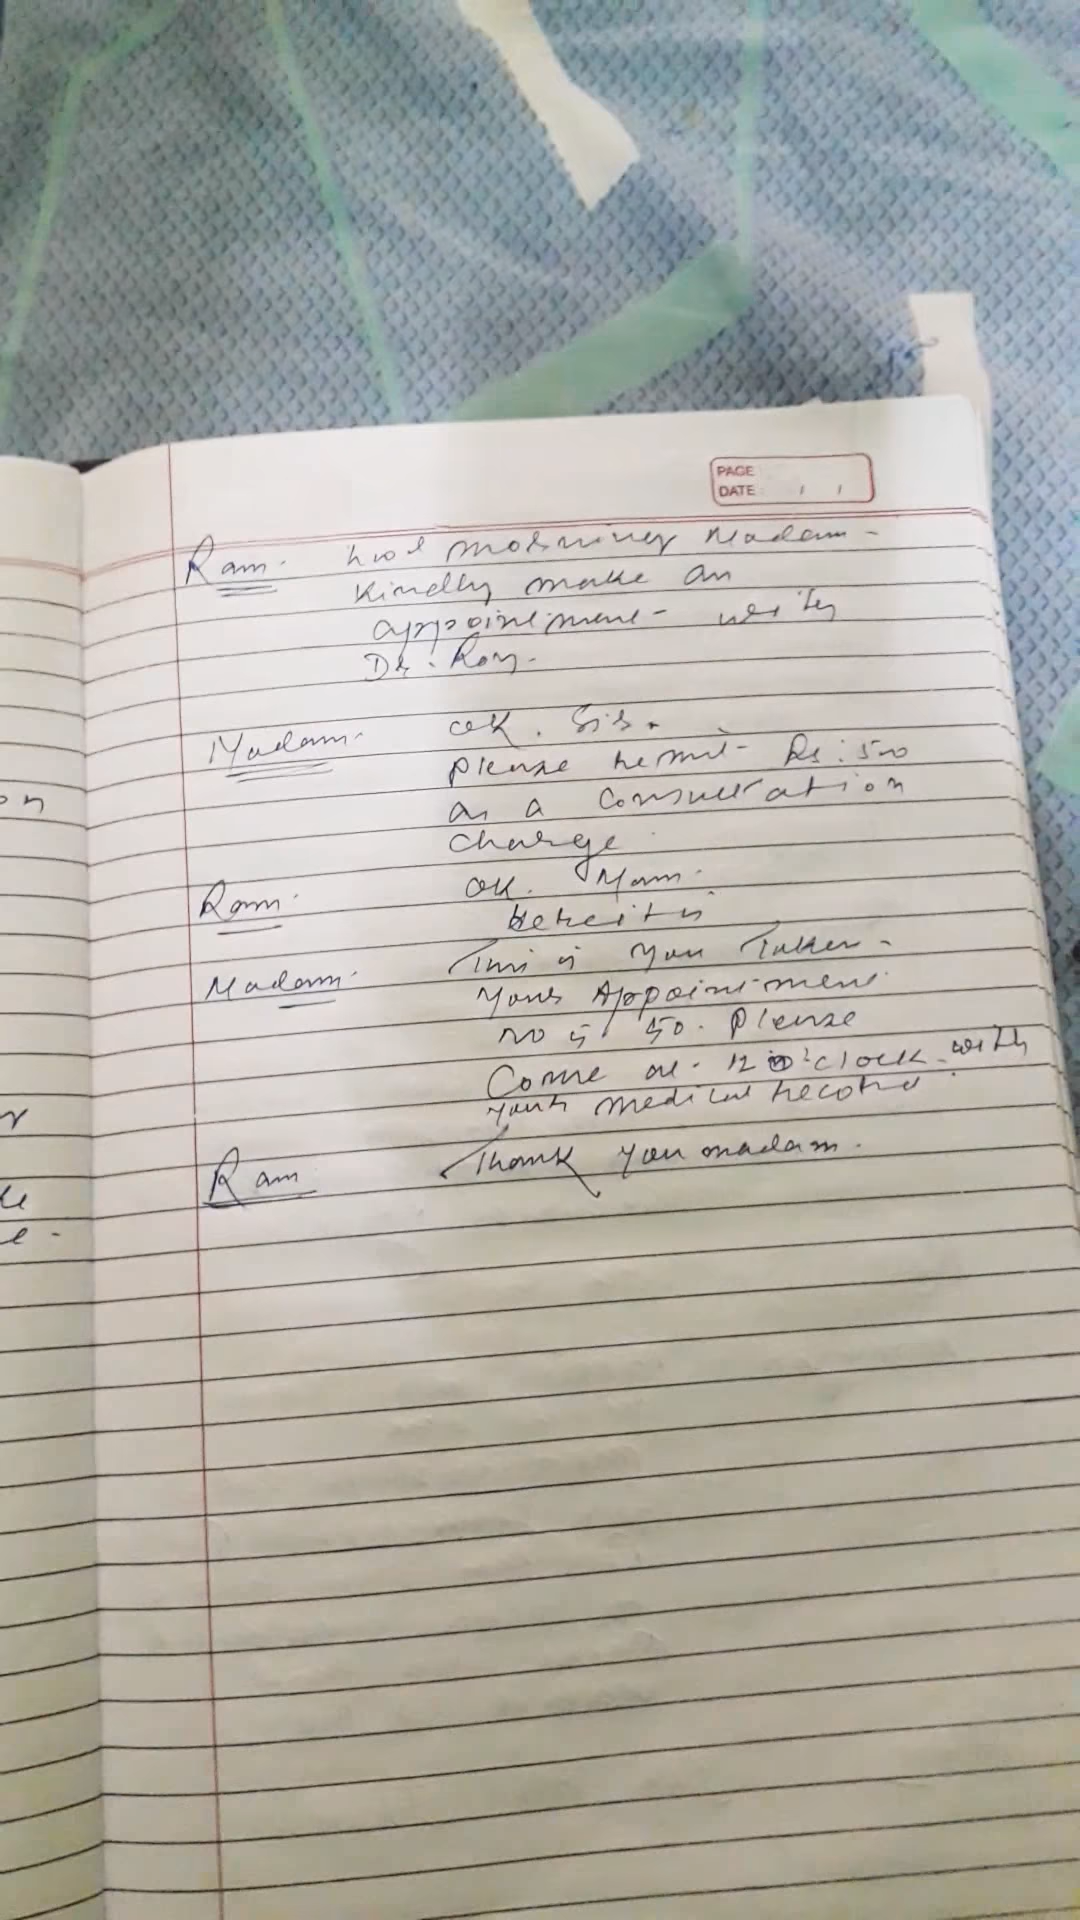 on
PAGE
DATE / /
Ram. Good morning Madam-
Kindly make an
appointment- with
Dr. Roy.
Madam. OK. Sir.
please remit- Rs: 500
as a consultation
charge.
Ram. OK. Mam.
here it is.
Madam. This is your Token.
your Appointment
no is 50. Please
Come at- 12 o'clock with
your medical record.
Ram Thank you madam.